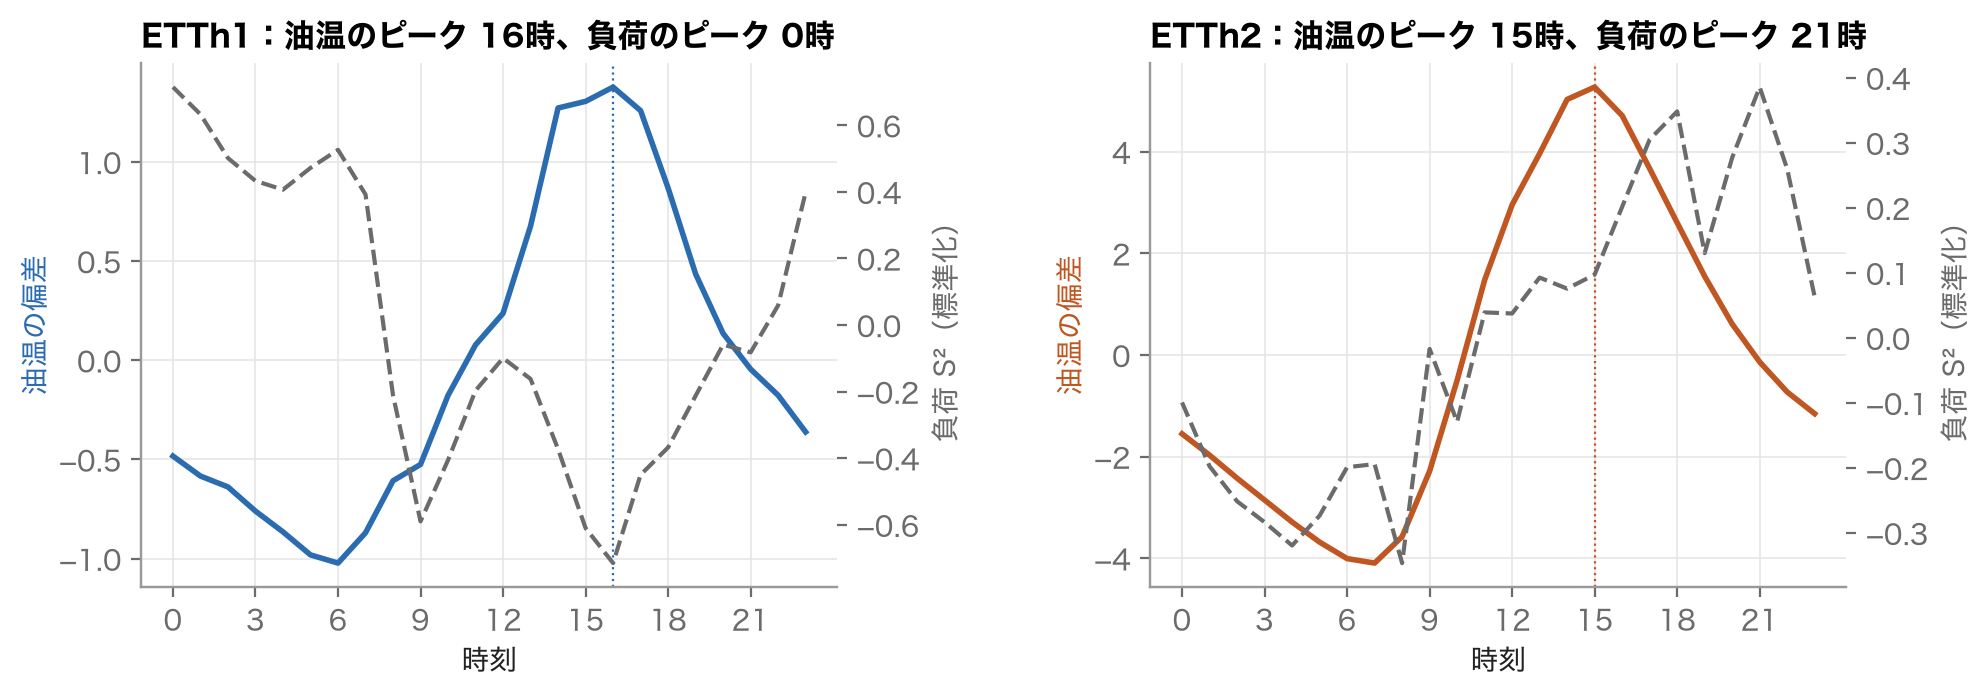 ETTh1：油温のピーク 16時、負荷のピーク 0時
油温の偏差
1.0
0.5
0.0
−0.5
−1.0
0.6
0.4
0.2
0.0
−0.2
−0.4
−0.6
負荷 S²（標準化）
0 3 6 9 12 15 18 21
時刻
ETTh2：油温のピーク 15時、負荷のピーク 21時
油温の偏差
4
2
0
−2
−4
0.4
0.3
0.2
0.1
0.0
−0.1
−0.2
−0.3
負荷 S²（標準化）
0 3 6 9 12 15 18 21
時刻